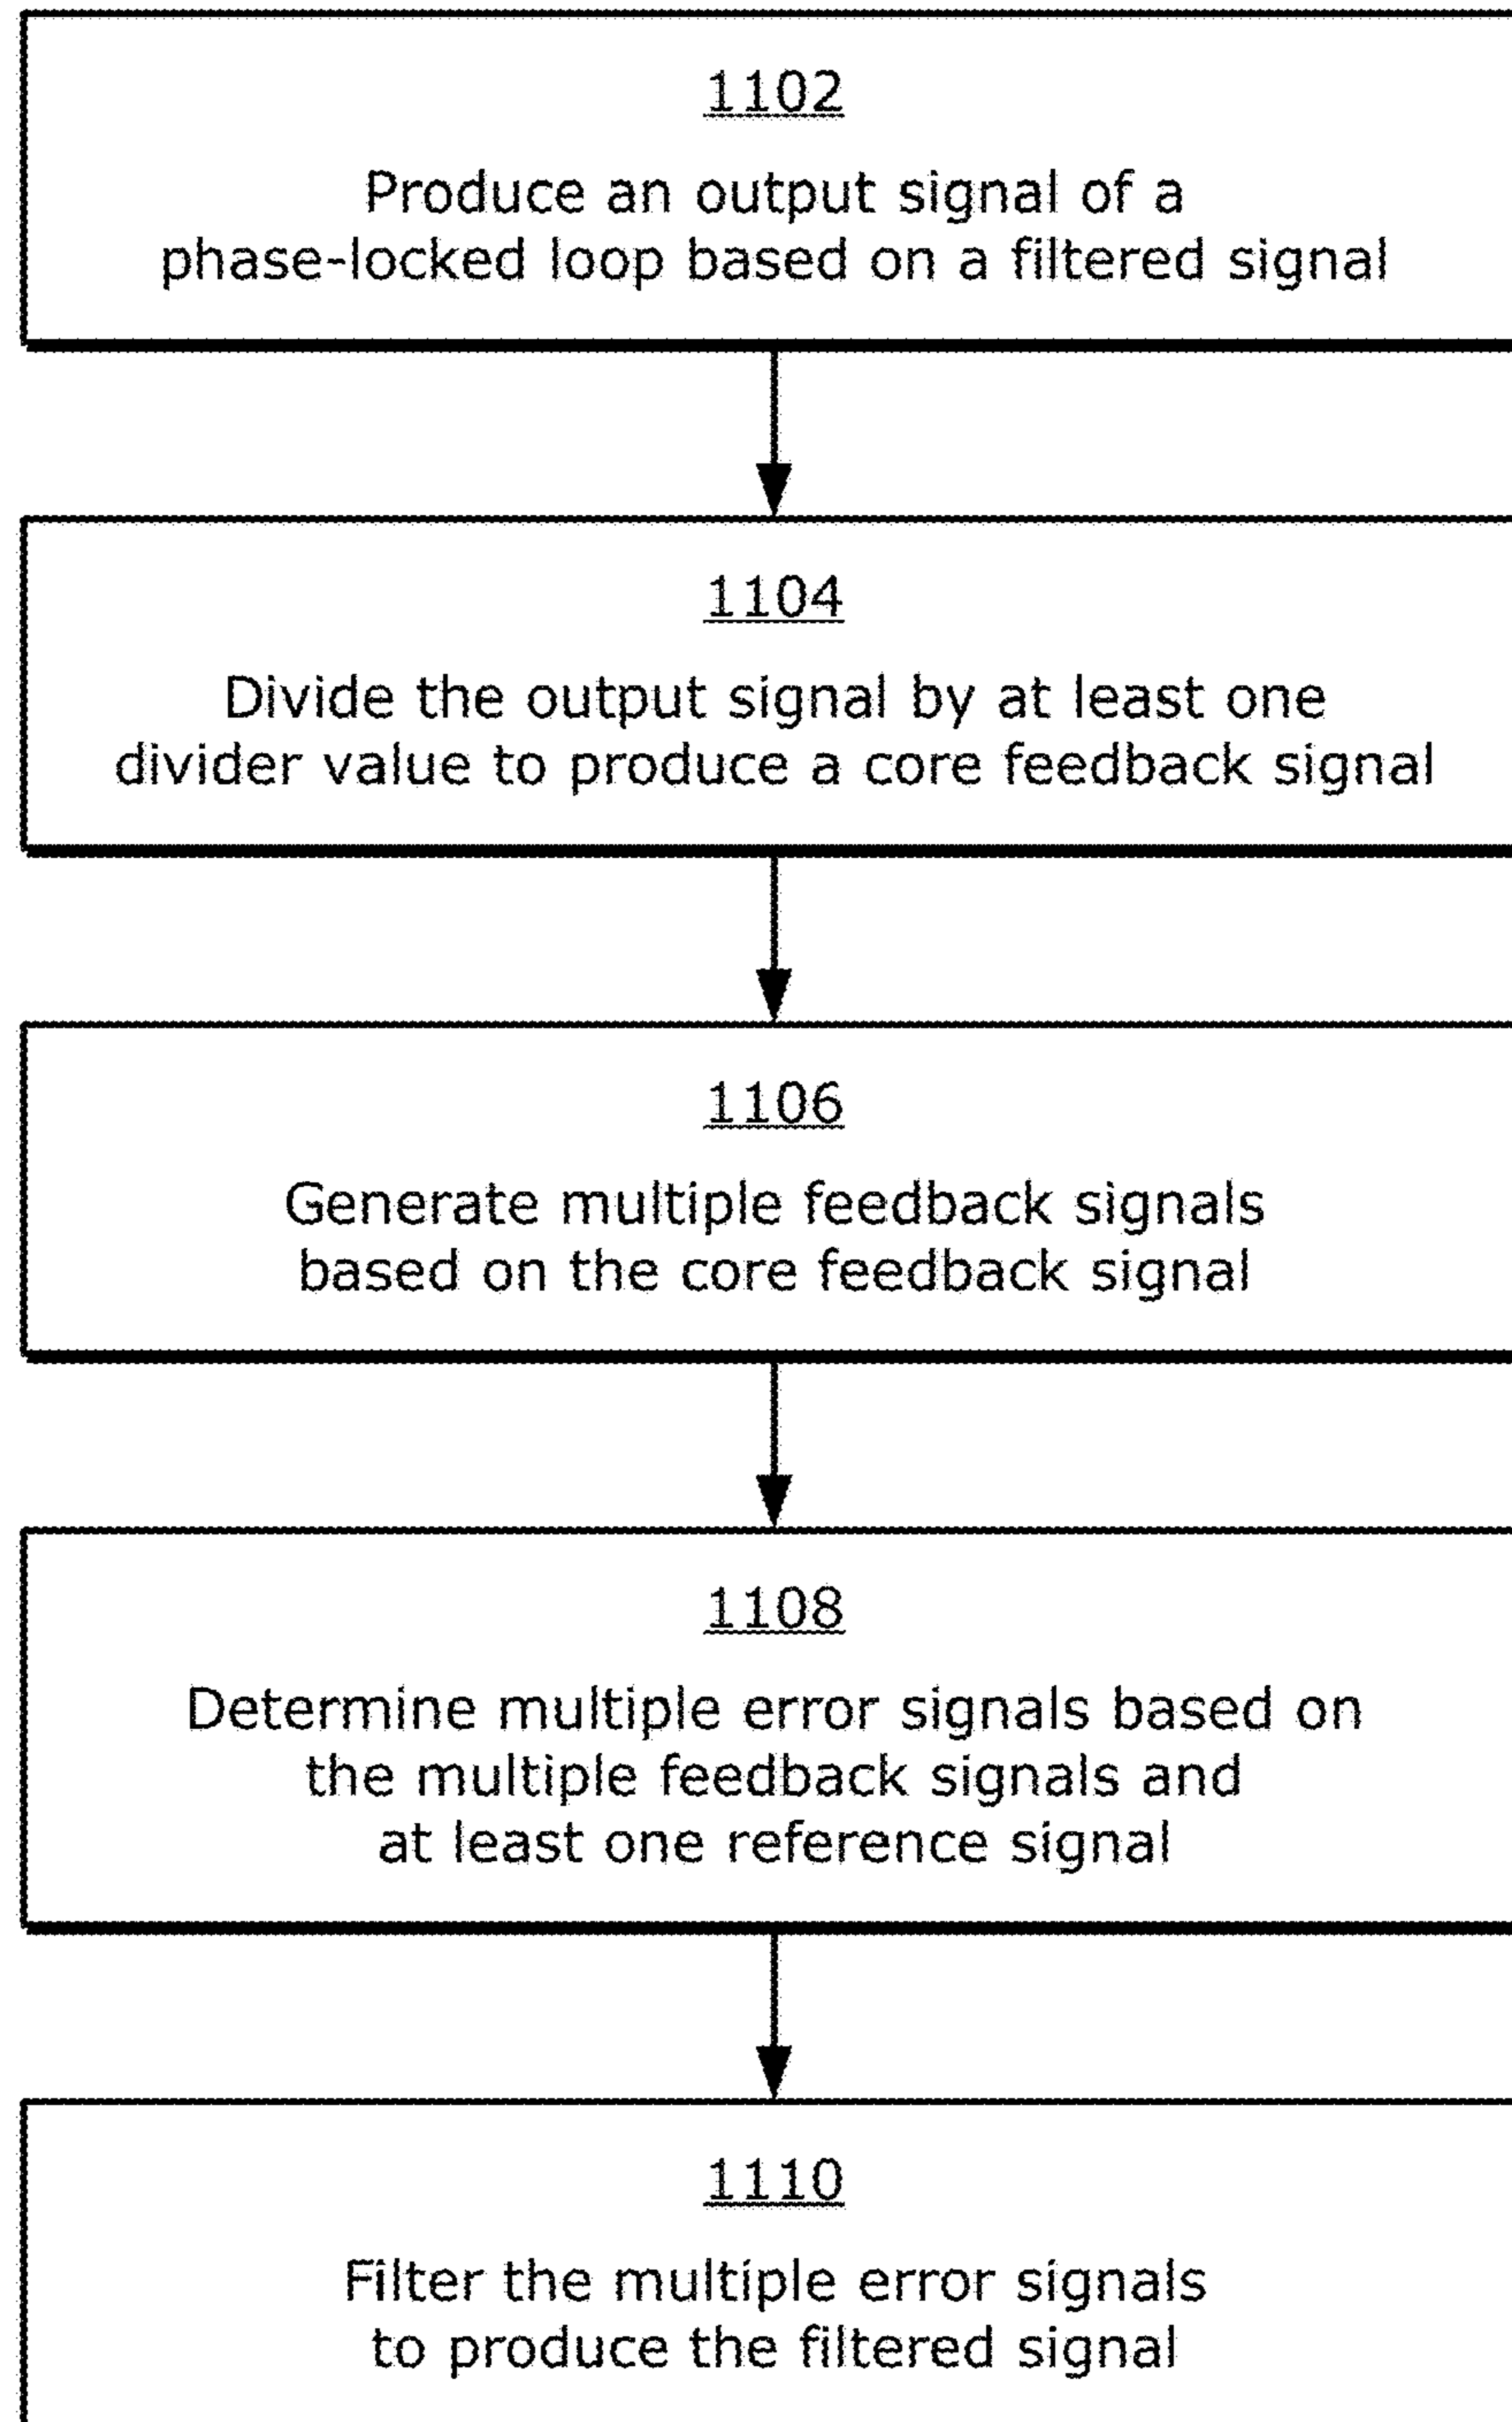 1102
Produce an output signal of a
phase-locked loop based on a filtered signal
1104
Divide the output signal by at least one
divider value to produce a core feedback signal
1106
Generate multiple feedback signals
based on the core feedback signal
1108
Determine multiple error signals based on
the multiple feedback signals and
at least one reference signal
1110
Filter the multiple error signals
to produce the filtered signal